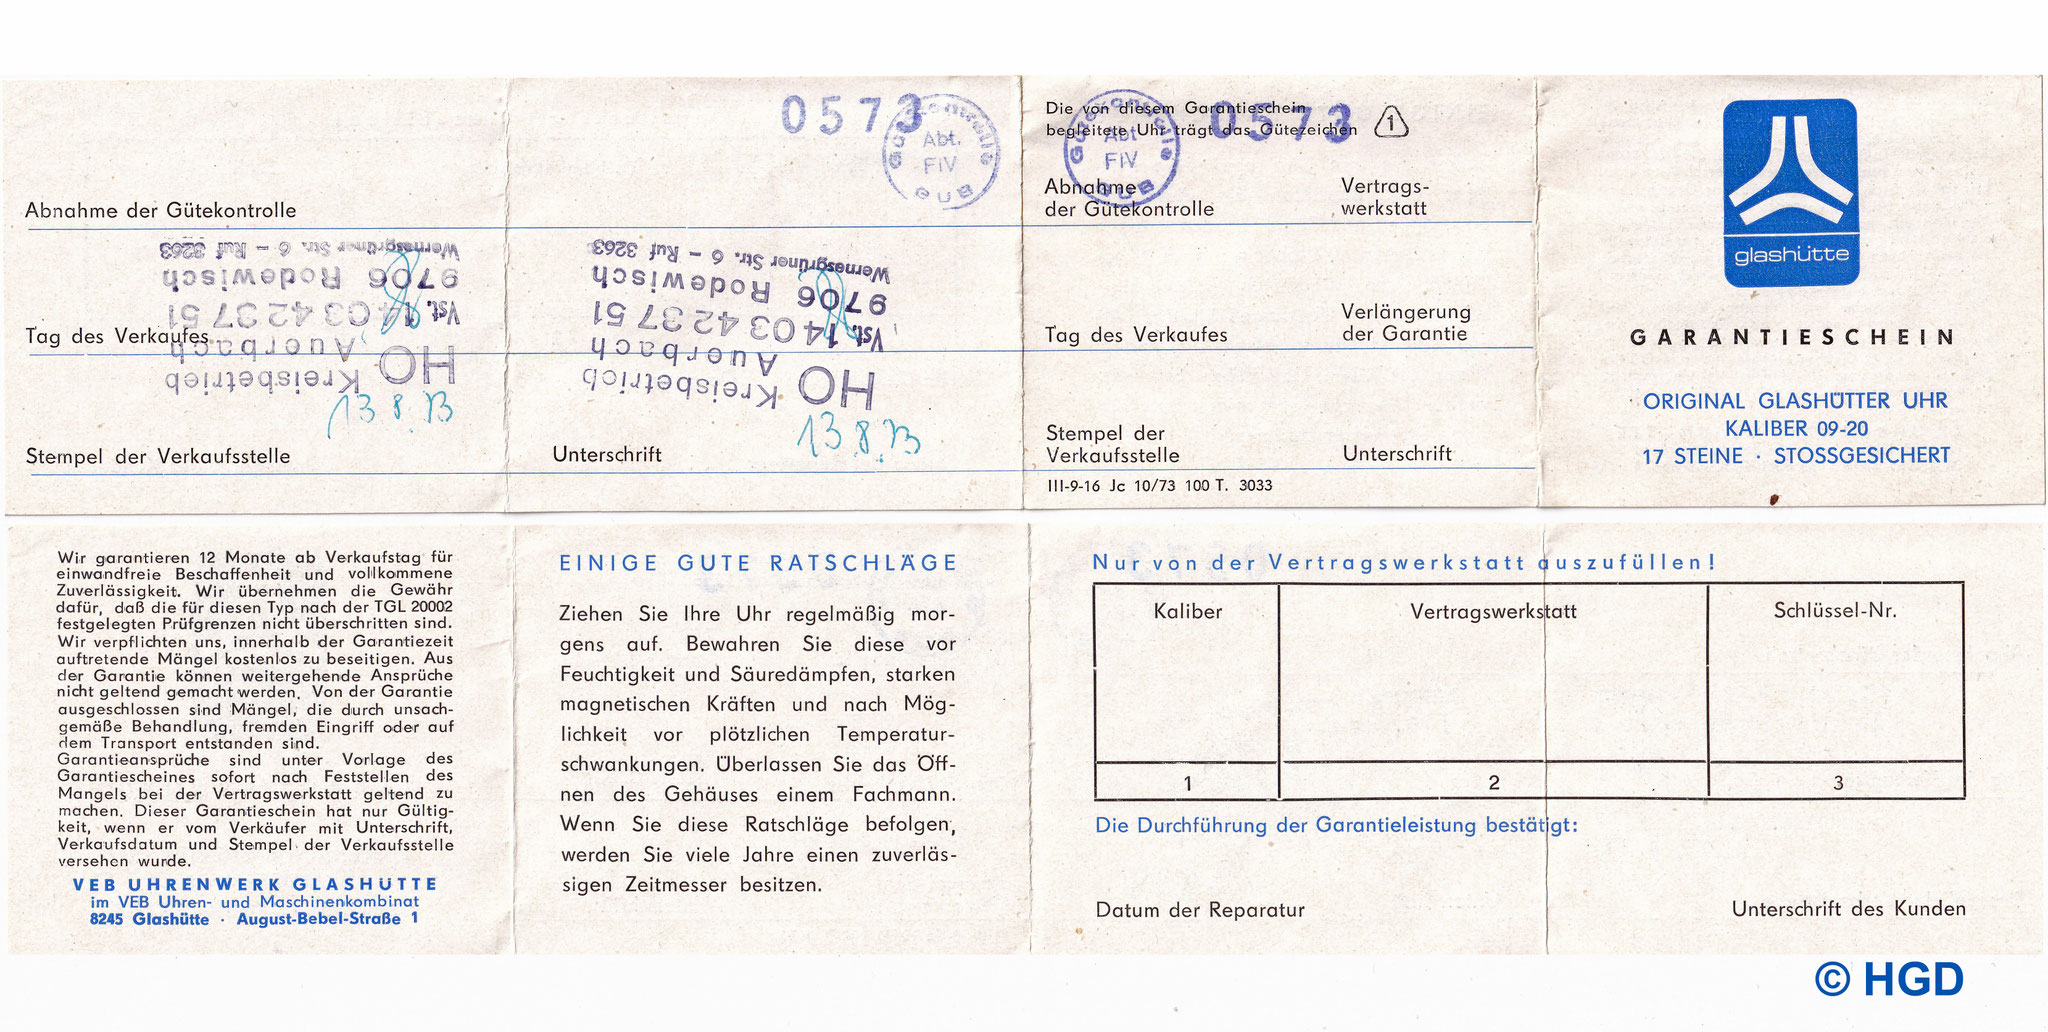 0573
Gütekontrolle
Abt.
FIV
GUB
Abnahme der Gütekontrolle
Tag des Verkaufes
Stempel der Verkaufsstelle
HO Kreisbetrieb
Auerbach
Vst. 1403423751
9706 Rodewisch
Wernesgrüner Str. 6 – Ruf 3263
13.8.73
HO Kreisbetrieb
Auerbach
Vst. 1403423751
9706 Rodewisch
Wernesgrüner Str. 6 – Ruf 3263
13.8.73
Unterschrift
Die von diesem Garantieschein
begleitete Uhr trägt das Gütezeichen 1
0573
Gütekontrolle
Abt
FIV
GUB
Abnahme
der Gütekontrolle
Vertrags-
werkstatt
Tag des Verkaufes
Verlängerung
der Garantie
Stempel der
Verkaufsstelle
Unterschrift
III-9-16 Jc 10/73 100 T. 3033
glashütte
GARANTIESCHEIN
ORIGINAL GLASHÜTTER UHR
KALIBER 09-20
17 STEINE · STOSSGESICHERT
Wir garantieren 12 Monate ab Verkaufstag für
einwandfreie Beschaffenheit und vollkommene
Zuverlässigkeit. Wir übernehmen die Gewähr
dafür, daß die für diesen Typ nach der TGL 20002
festgelegten Prüfgrenzen nicht überschritten sind.
Wir verpflichten uns, innerhalb der Garantiezeit
auftretende Mängel kostenlos zu beseitigen. Aus
der Garantie können weitergehende Ansprüche
nicht geltend gemacht werden. Von der Garantie
ausgeschlossen sind Mängel, die durch unsach-
gemäße Behandlung, fremden Eingriff oder auf
dem Transport entstanden sind.
Garantieansprüche sind unter Vorlage des
Garantiescheines sofort nach Feststellen des
Mangels bei der Vertragswerkstatt geltend zu
machen. Dieser Garantieschein hat nur Gültig-
keit, wenn er vom Verkäufer mit Unterschrift,
Verkaufsdatum und Stempel der Verkaufsstelle
versehen wurde.
VEB UHRENWERK GLASHÜTTE
im VEB Uhren- und Maschinenkombinat
8245 Glashütte · August-Bebel-Straße 1
EINIGE GUTE RATSCHLÄGE
Ziehen Sie Ihre Uhr regelmäßig mor-
gens auf. Bewahren Sie diese vor
Feuchtigkeit und Säuredämpfen, starken
magnetischen Kräften und nach Mög-
lichkeit vor plötzlichen Temperatur-
schwankungen. Überlassen Sie das Öff-
nen des Gehäuses einem Fachmann.
Wenn Sie diese Ratschläge befolgen,
werden Sie viele Jahre einen zuverläs-
sigen Zeitmesser besitzen.
Nur von der Vertragswerkstatt auszufüllen!
Kaliber Vertragswerkstatt Schlüssel-Nr.
1 2 3
Die Durchführung der Garantieleistung bestätigt:
Datum der Reparatur Unterschrift des Kunden
© HGD